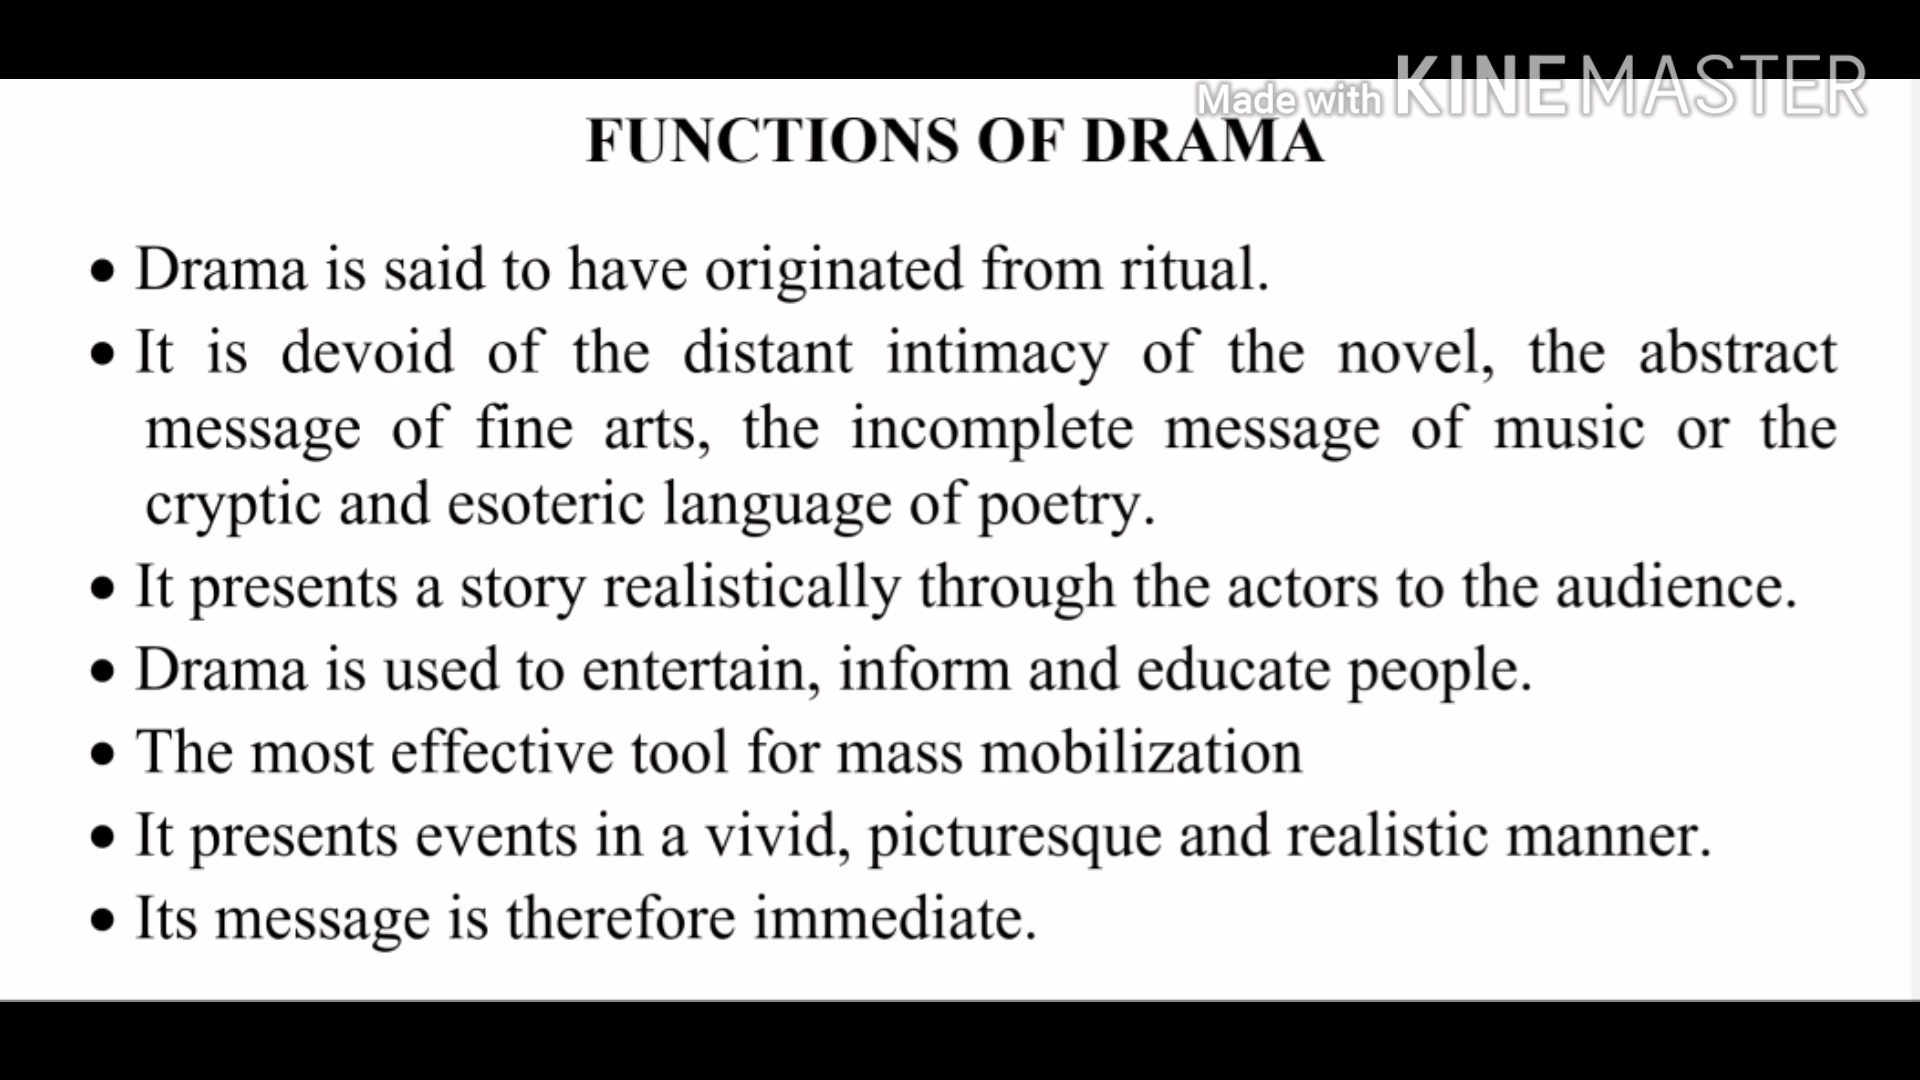 Made with KINEMASTER
FUNCTIONS OF DRAMA
• Drama is said to have originated from ritual.
• It is devoid of the distant intimacy of the novel, the abstract
message of fine arts, the incomplete message of music or the
cryptic and esoteric language of poetry.
• It presents a story realistically through the actors to the audience.
• Drama is used to entertain, inform and educate people.
• The most effective tool for mass mobilization
• It presents events in a vivid, picturesque and realistic manner.
• Its message is therefore immediate.